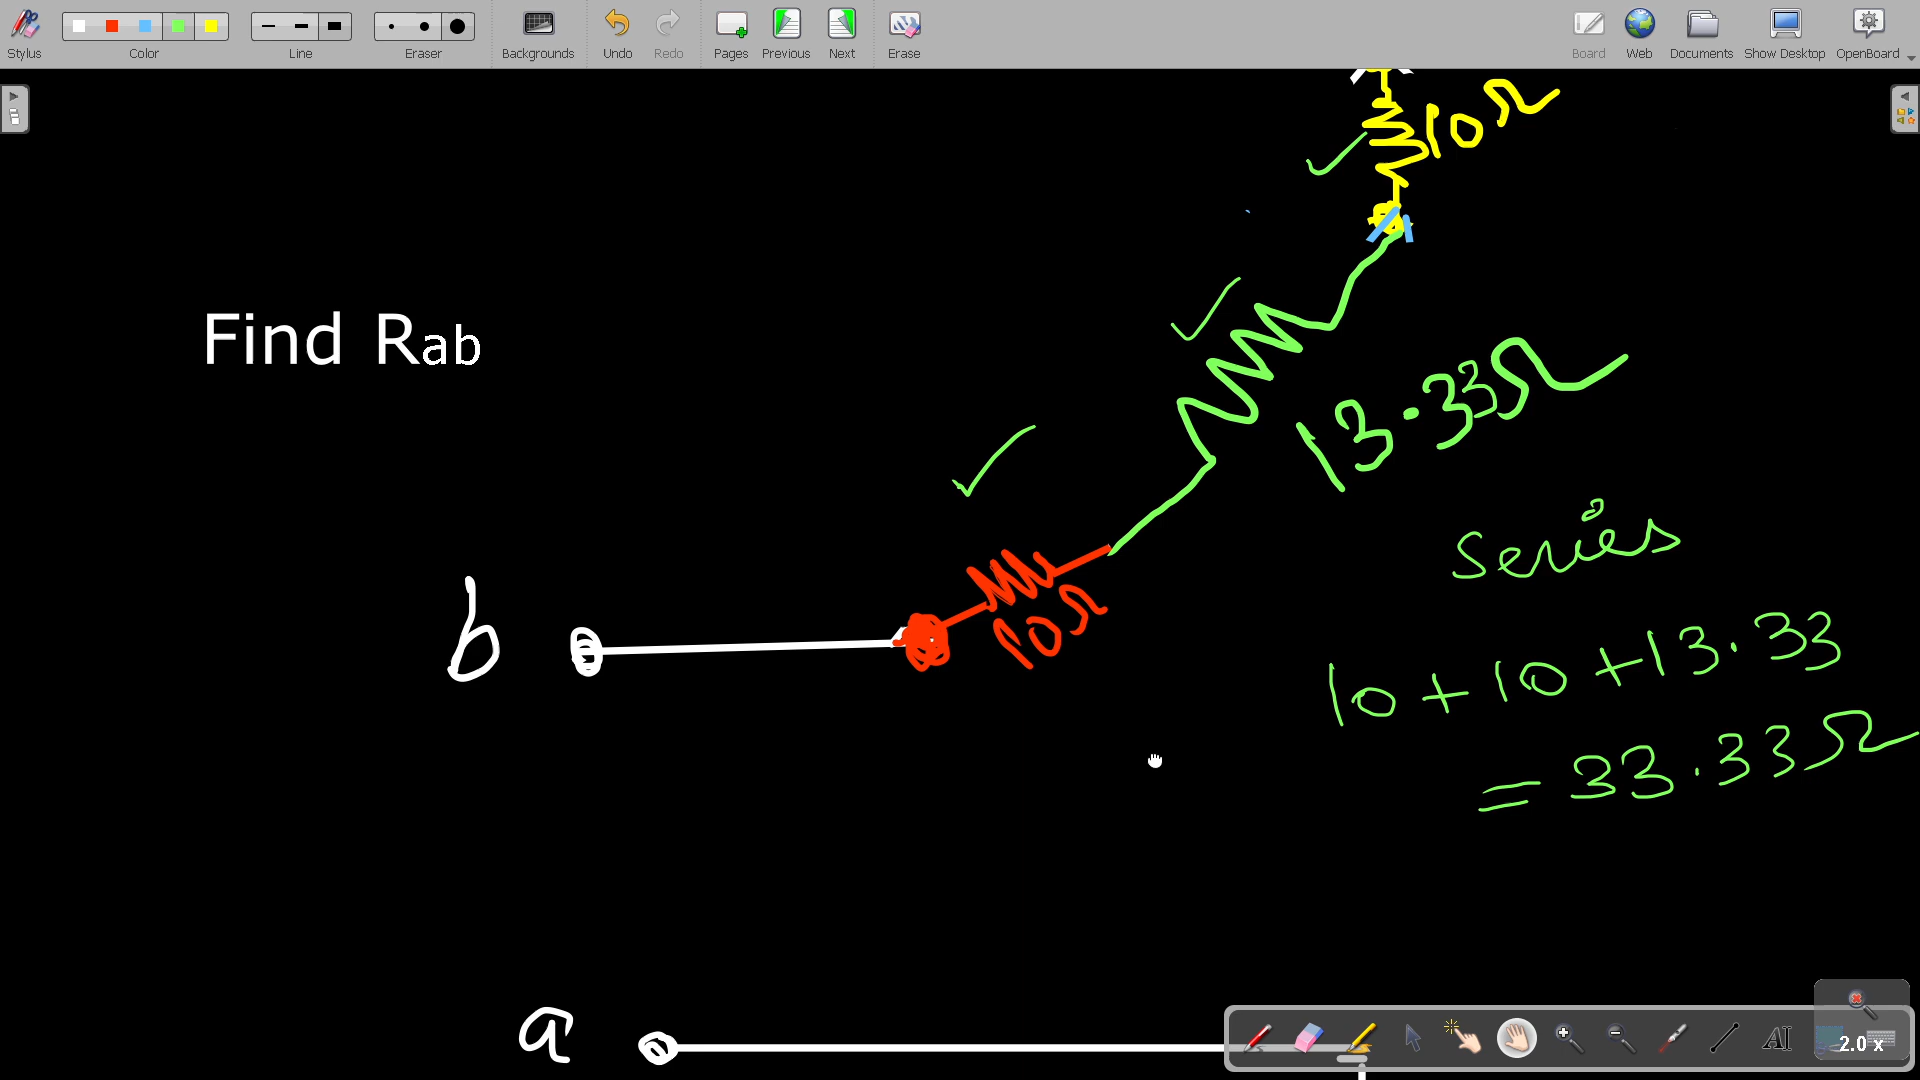 Stylus Color Line Eraser Backgrounds Undo Redo Pages Previous Next Erase Board Web Documents Show Desktop OpenBoard
10Ω
Find Rab
13.33Ω
Series
b
10Ω
10+10+13.33
=33.33Ω
a
AI
2.0 x